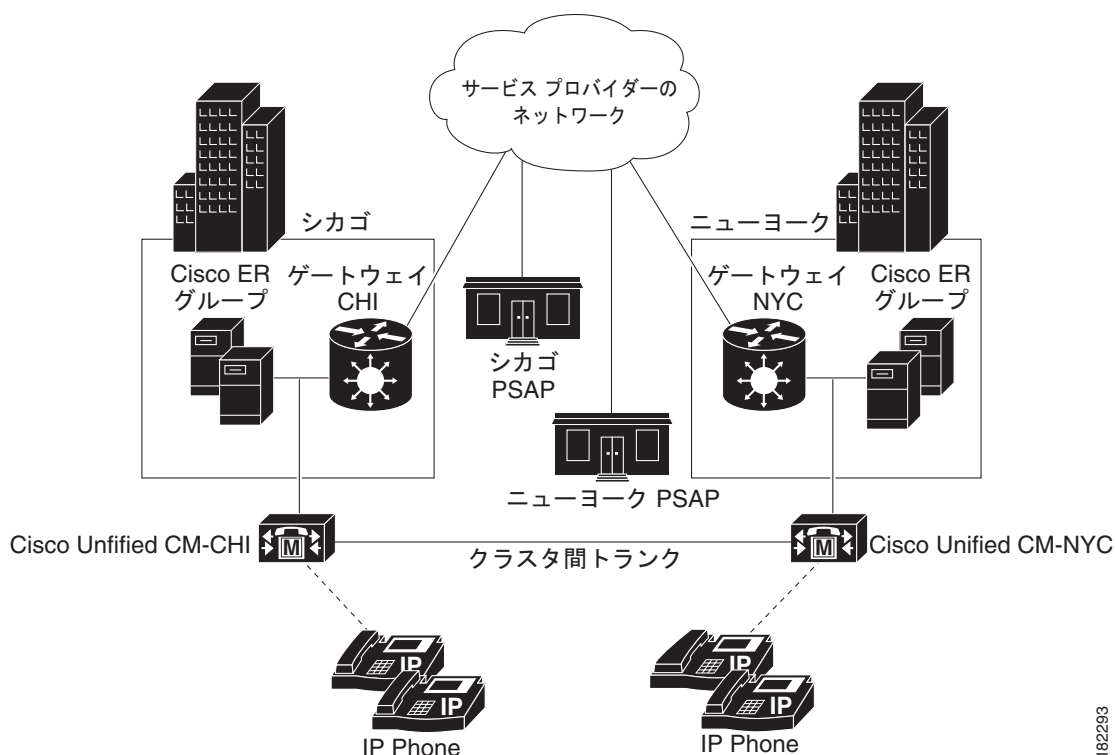 サービス プロバイダーの
ネットワーク
シカゴ
ニューヨーク
Cisco ER
グループ
ゲートウェイ
CHI
シカゴ
PSAP
ゲートウェイ
NYC
Cisco ER
グループ
ニューヨーク PSAP
Cisco Unfified CM-CHI
M
クラスタ間トランク
M
Cisco Unified CM-NYC
IP
IP
IP Phone
IP
IP
IP Phone
182293